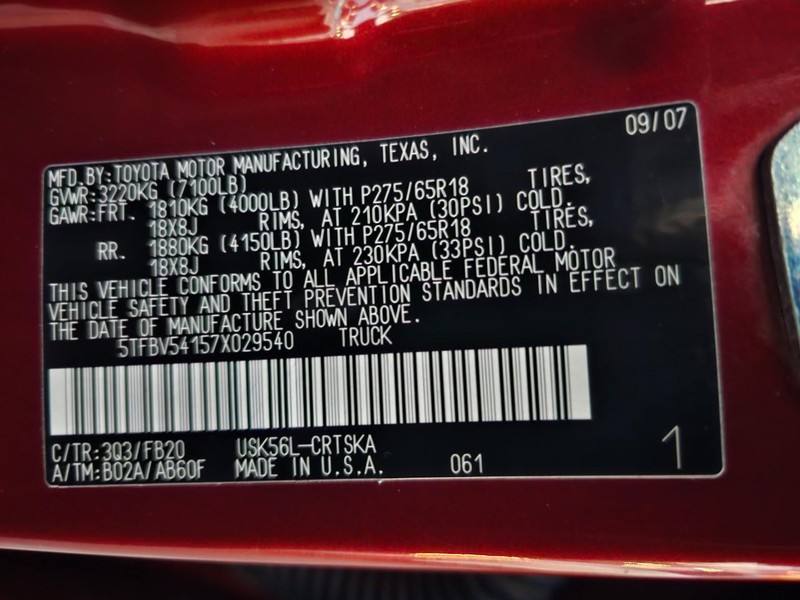 09/07
MFD.BY:TOYOTA MOTOR MANUFACTURING, TEXAS, INC.
GVWR:3220KG (7100LB)
GAWR:FRT. 1810KG (4000LB) WITH P275/65R18 TIRES,
18X8J RIMS, AT 210KPA (30PSI) COLD.
RR. 1880KG (4150LB) WITH P275/65R18 TIRES,
18X8J RIMS, AT 230KPA (33PSI) COLD.
THIS VEHICLE CONFORMS TO ALL APPLICABLE FEDERAL MOTOR
VEHICLE SAFETY AND THEFT PREVENTION STANDARDS IN EFFECT ON
THE DATE OF MANUFACTURE SHOWN ABOVE.
5TFBV54157X029540 TRUCK
C/TR:3Q3/FB20 USK56L-CRTSKA
A/TM:B02A/AB60F MADE IN U.S.A. 061 1